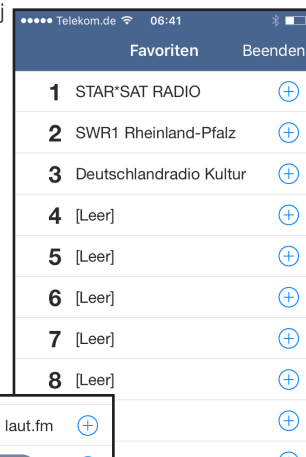 ●●●●● Telekom.de 06:41
Favoriten Beenden
1 STAR*SAT RADIO
2 SWR1 Rheinland-Pfalz
3 Deutschlandradio Kultur
4 [Leer]
5 [Leer]
6 [Leer]
7 [Leer]
8 [Leer]
laut.fm